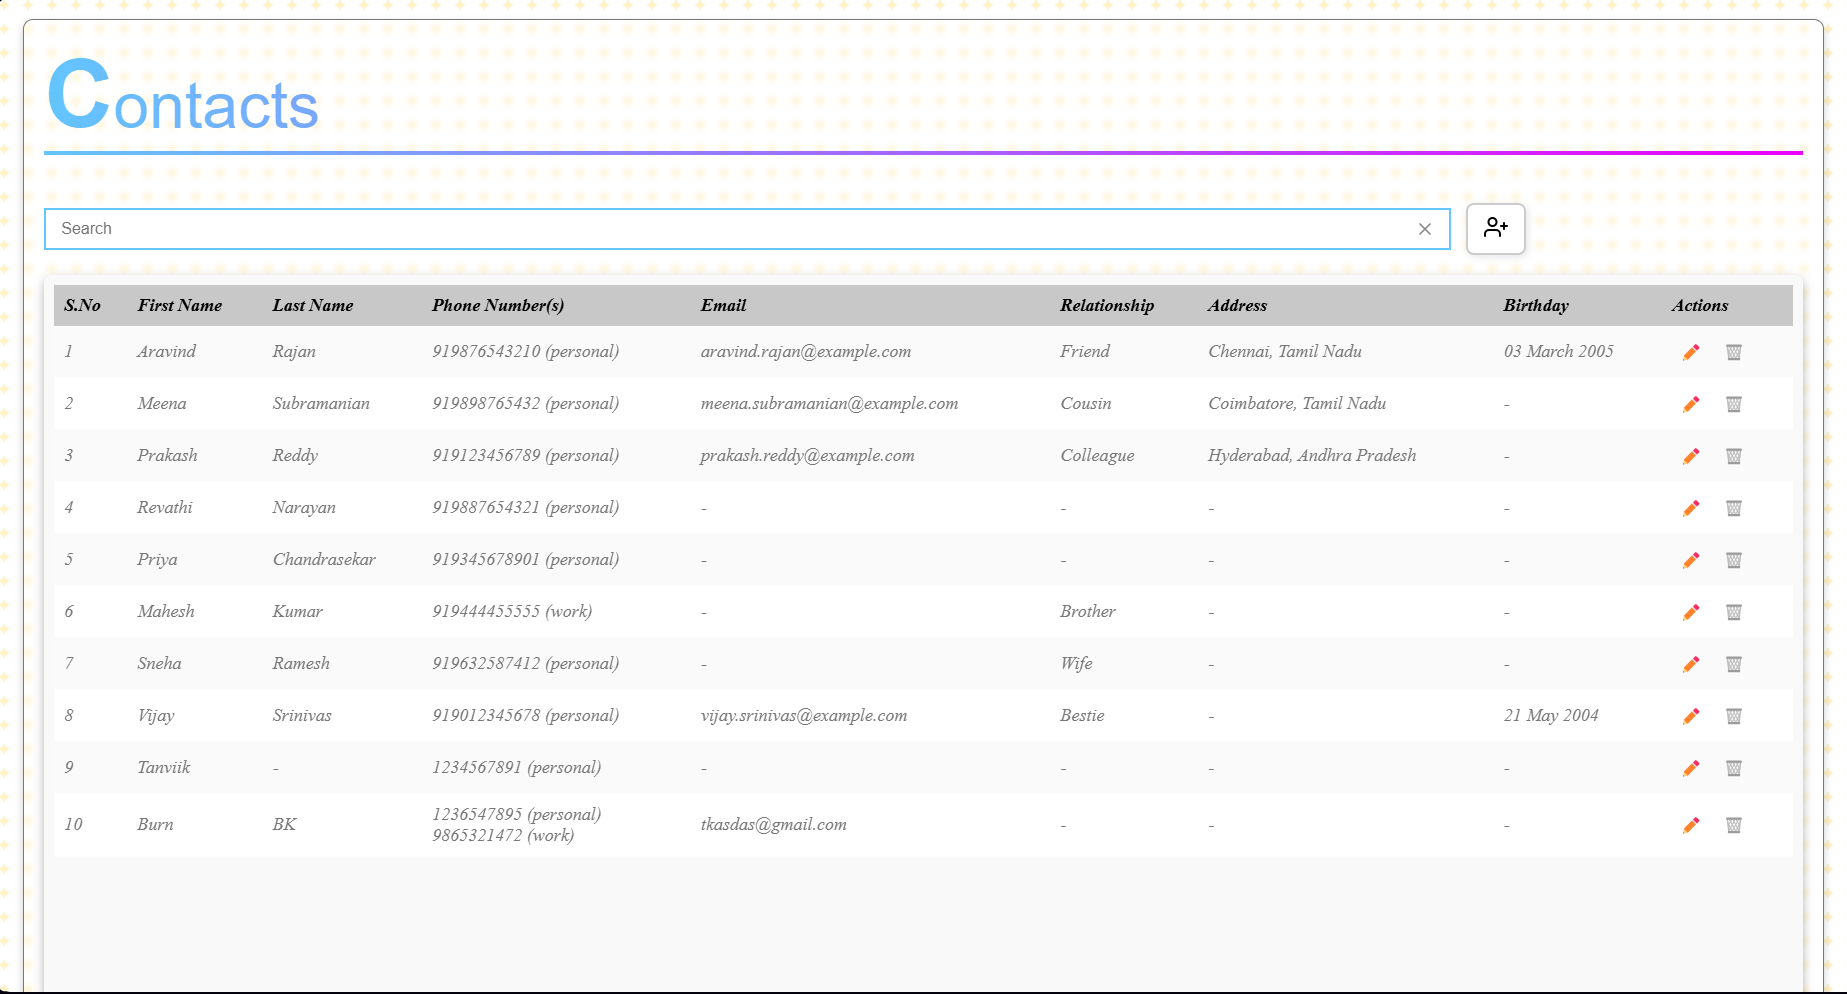 Contacts
Search
S.No First Name Last Name Phone Number(s) Email Relationship Address Birthday Actions
1 Aravind Rajan 919876543210 (personal) aravind.rajan@example.com Friend Chennai, Tamil Nadu 03 March 2005
2 Meena Subramanian 919898765432 (personal) meena.subramanian@example.com Cousin Coimbatore, Tamil Nadu -
3 Prakash Reddy 919123456789 (personal) prakash.reddy@example.com Colleague Hyderabad, Andhra Pradesh -
4 Revathi Narayan 919887654321 (personal) - - - -
5 Priya Chandrasekar 919345678901 (personal) - - - -
6 Mahesh Kumar 919444455555 (work) - Brother - -
7 Sneha Ramesh 919632587412 (personal) - Wife - -
8 Vijay Srinivas 919012345678 (personal) vijay.srinivas@example.com Bestie - 21 May 2004
9 Tanviik - 1234567891 (personal) - - - -
10 Burn BK 1236547895 (personal) tkasdas@gmail.com - - -
9865321472 (work)